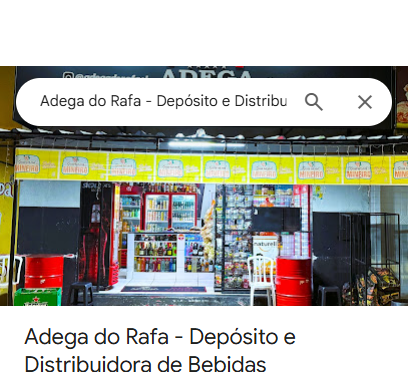 ADEGA
Adega do Rafa - Depósito e Distribu
Adega do Rafa - Depósito e
Distribuidora de Bebidas